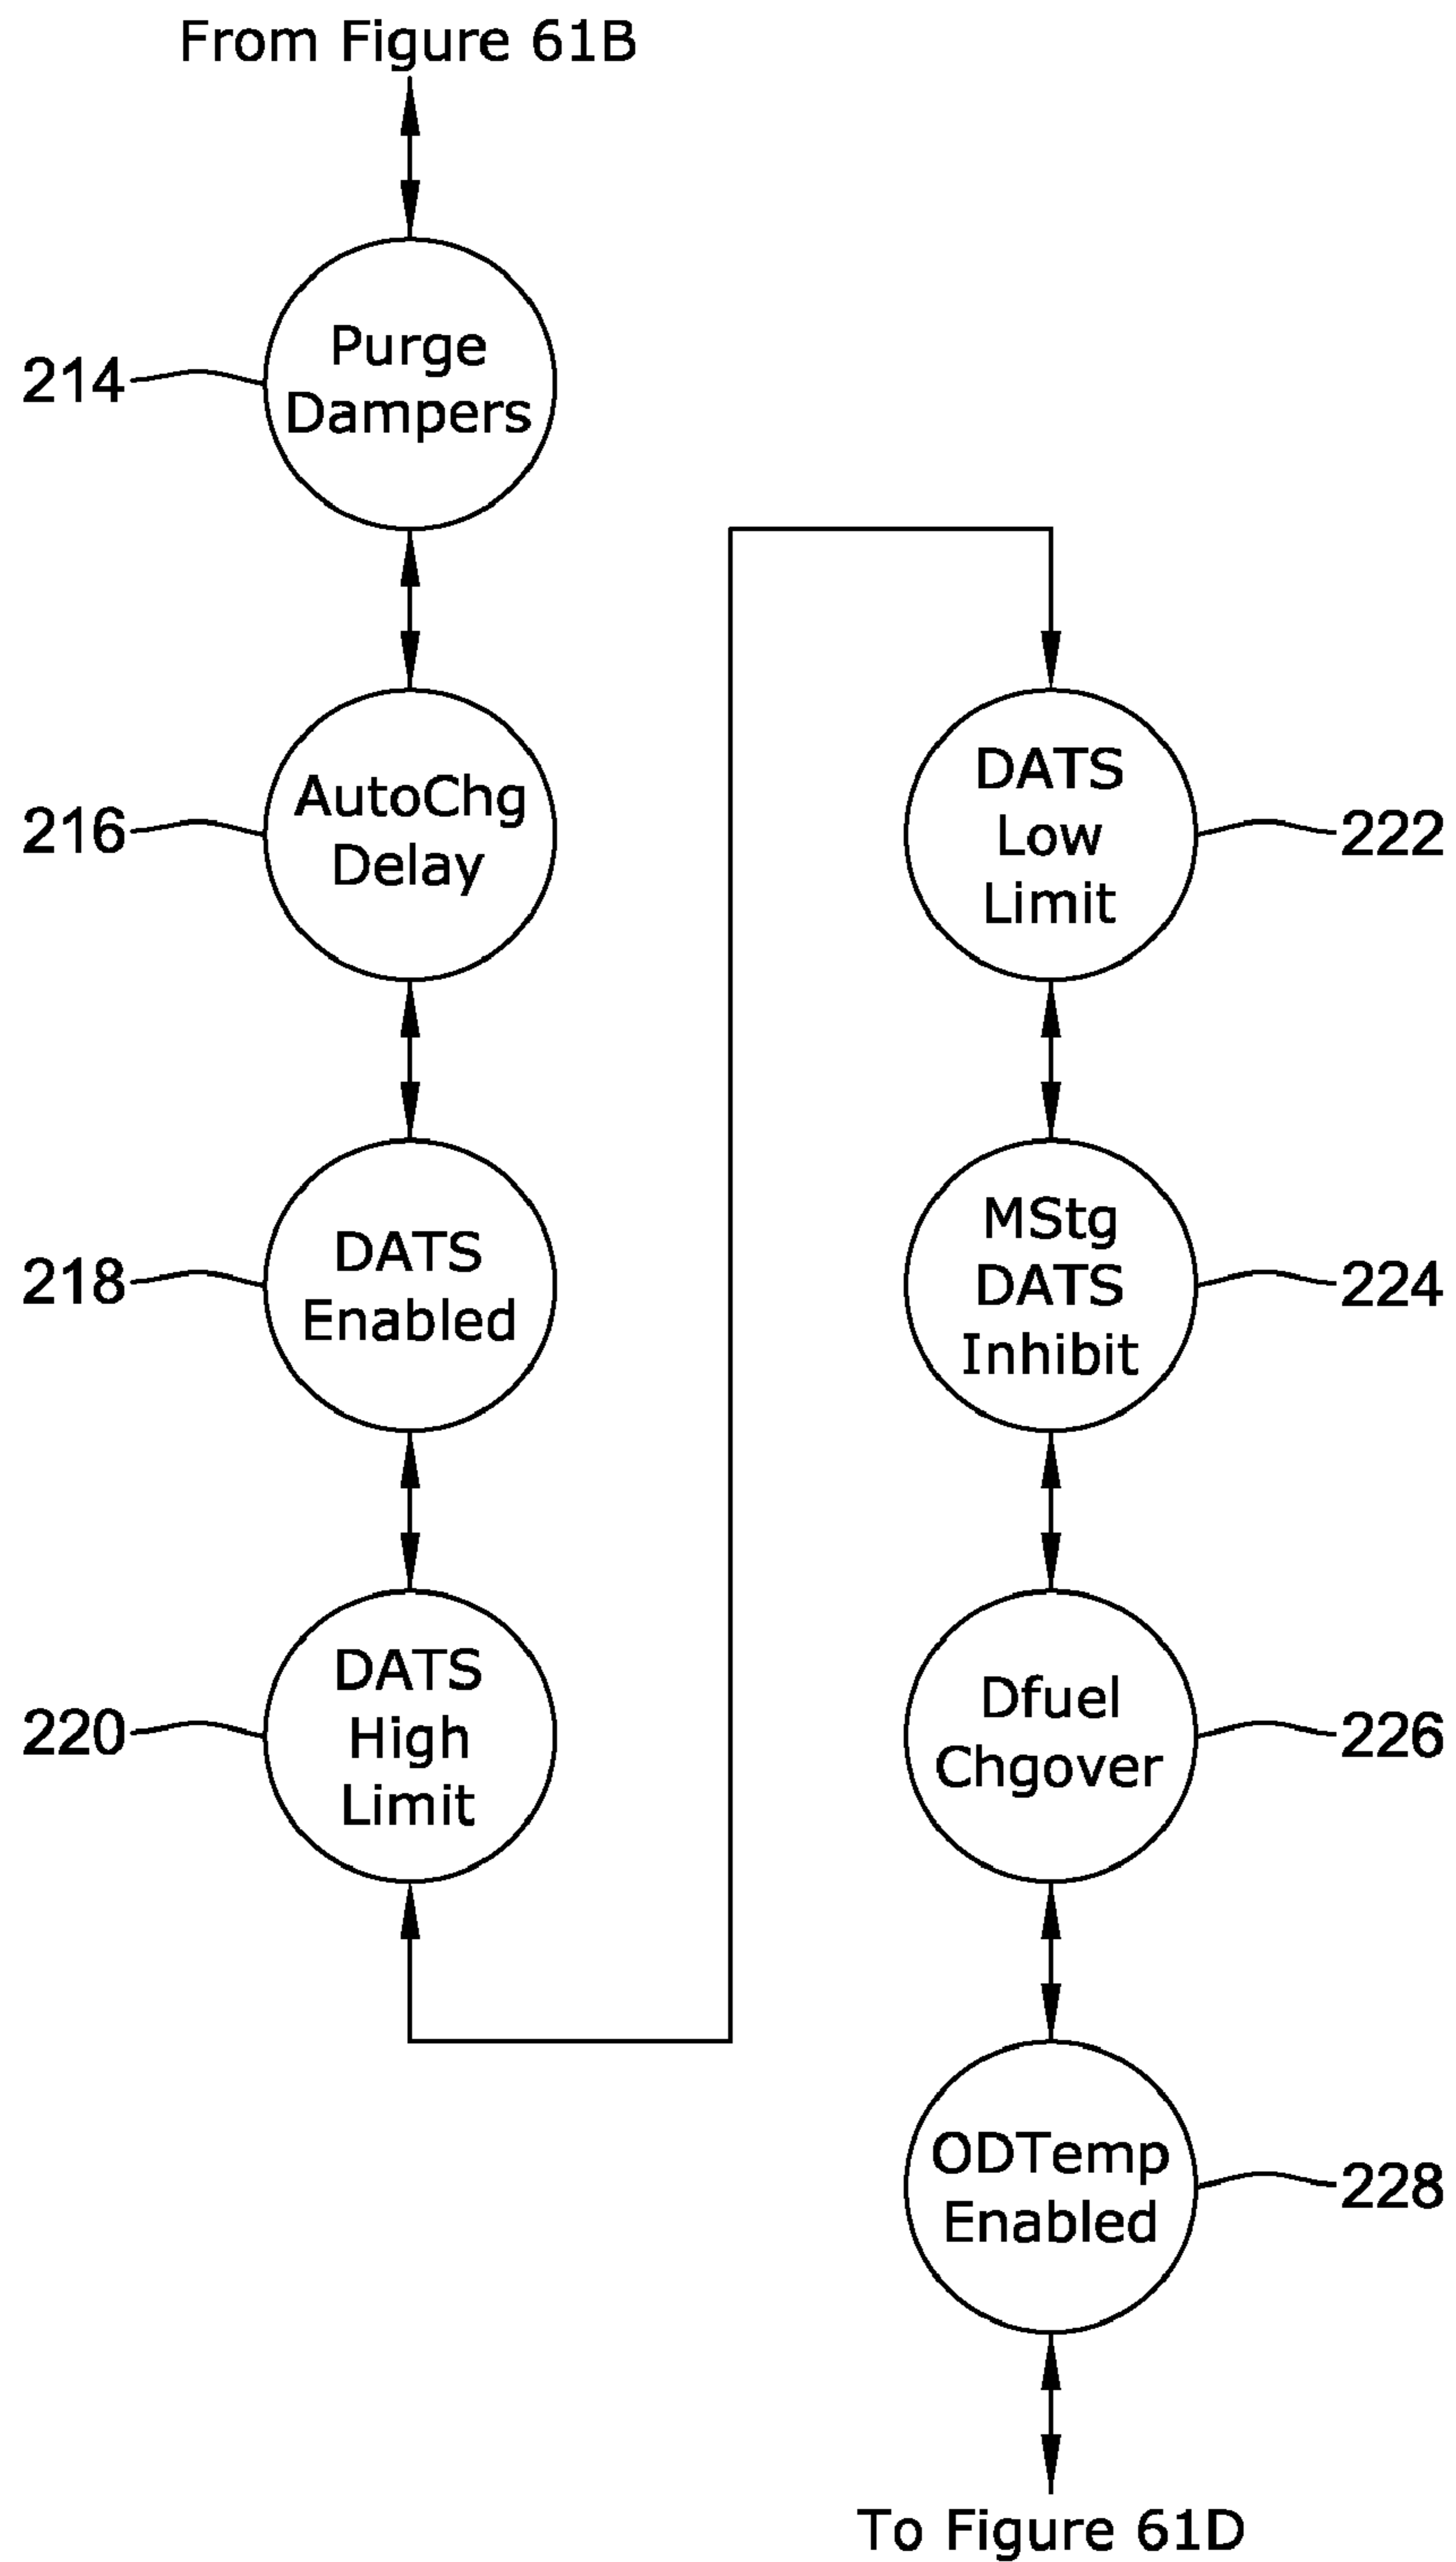 From Figure 61B
Purge
Dampers
214
AutoChg
Delay
216
DATS
Enabled
218
DATS
High
Limit
220
DATS
Low
Limit
222
MStg
DATS
Inhibit
224
Dfuel
Chgover
226
ODTemp
Enabled
228
To Figure 61D